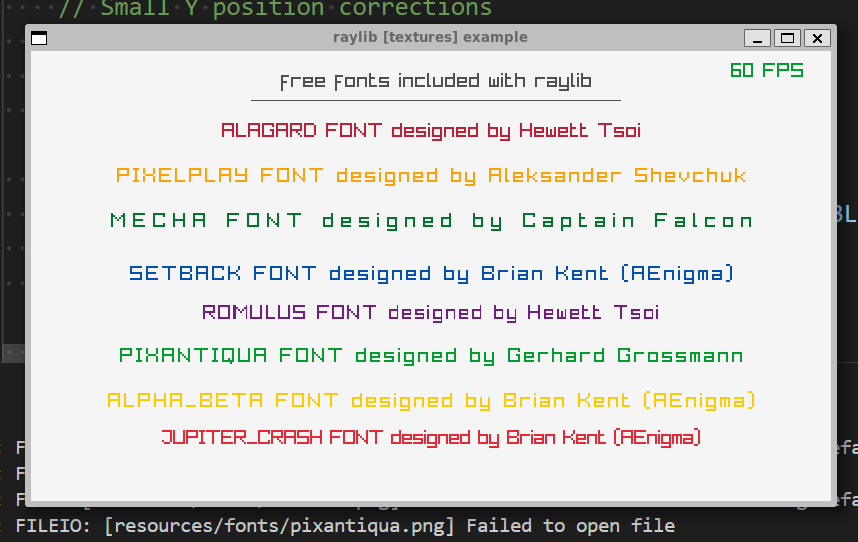 // Small Y position corrections
raylib [textures] example
60 FPS
free fonts included with raylib
ALAGARD FONT designed by Hewett Tsoi
PIXELPLAY FONT designed by Aleksander Shevchuk
MECHA FONT designed by Captain Falcon
BL
SETBACK FONT designed by Brian Kent (AEnigma)
ROMULUS FONT designed by Hewett Tsoi
PIXANTIQUA FONT designed by Gerhard Grossmann
ALPHA_BETA FONT designed by Brian Kent (AEnigma)
JUPITER_CRASH FONT designed by Brian Kent (AEnigma)
FILEIO: [resources/fonts/pixantiqua.png] Failed to open file